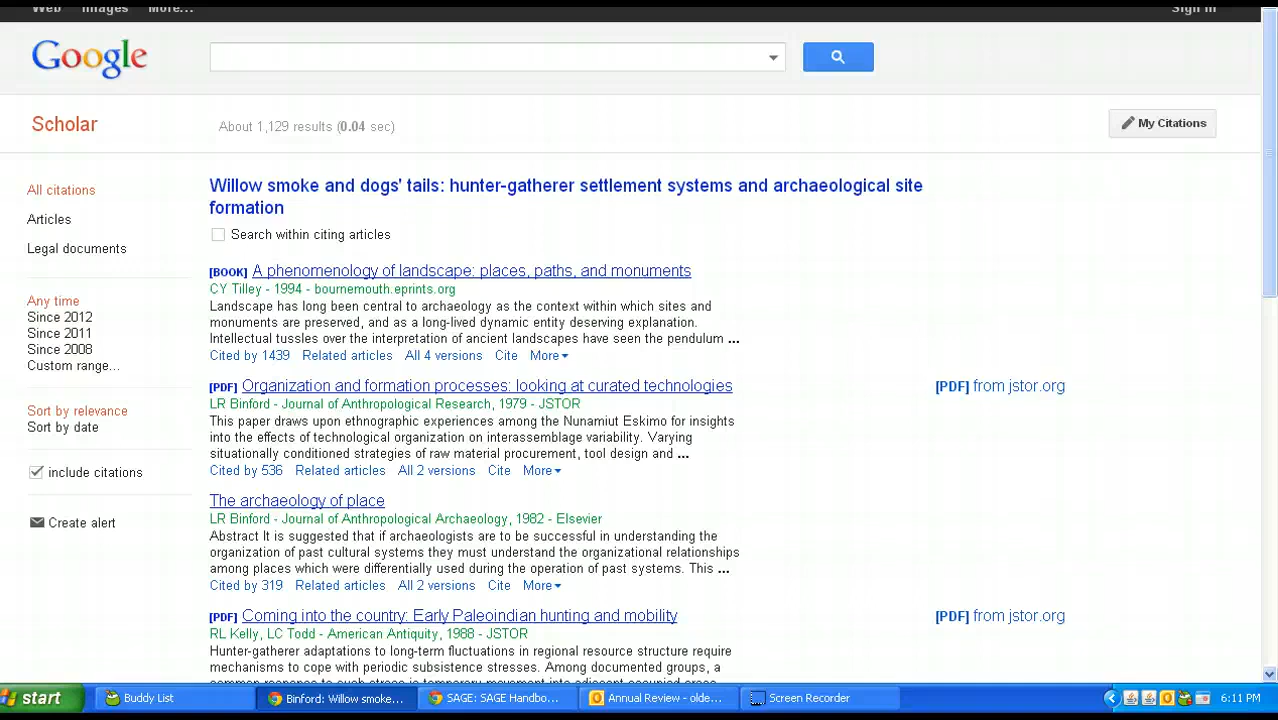 Web Images More... Sign in
Google
Scholar
About 1,129 results (0.04 sec)
My Citations
All citations
Articles
Legal documents
Any time
Since 2012
Since 2011
Since 2008
Custom range...
Sort by relevance
Sort by date
include citations
Create alert
Willow smoke and dogs' tails: hunter-gatherer settlement systems and archaeological site
formation
Search within citing articles
[BOOK] A phenomenology of landscape: places, paths, and monuments
CY Tilley - 1994 - bournemouth.eprints.org
Landscape has long been central to archaeology as the context within which sites and
monuments are preserved, and as a long-lived dynamic entity deserving explanation.
Intellectual tussles over the interpretation of ancient landscapes have seen the pendulum ...
Cited by 1439 Related articles All 4 versions Cite More
[PDF] Organization and formation processes: looking at curated technologies
[PDF] from jstor.org
LR Binford - Journal of Anthropological Research, 1979 - JSTOR
This paper draws upon ethnographic experiences among the Nunamiut Eskimo for insights
into the effects of technological organization on interassemblage variability. Varying
situationally conditioned strategies of raw material procurement, tool design and ...
Cited by 536 Related articles All 2 versions Cite More
The archaeology of place
LR Binford - Journal of Anthropological Archaeology, 1982 - Elsevier
Abstract It is suggested that if archaeologists are to be successful in understanding the
organization of past cultural systems they must understand the organizational relationships
among places which were differentially used during the operation of past systems. This ...
Cited by 319 Related articles All 2 versions Cite More
[PDF] Coming into the country: Early Paleoindian hunting and mobility
[PDF] from jstor.org
RL Kelly, LC Todd - American Antiquity, 1988 - JSTOR
Hunter-gatherer adaptations to long-term fluctuations in regional resource structure require
mechanisms to cope with periodic subsistence stresses. Among documented groups, a
common response to such stress is temporary movement into adjacent occupied areas
start
Buddy List
Binford: Willow smoke...
SAGE: SAGE Handbo...
Annual Review - olde...
Screen Recorder
6:11 PM